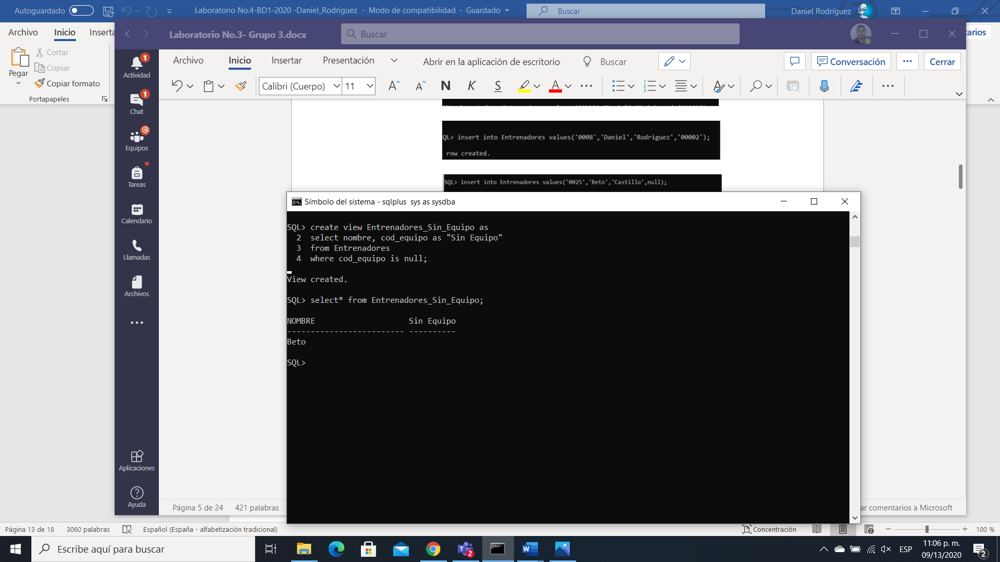 Autoguardado
Laboratorio No.4-BD1-2020 -Daniel_Rodriguez - Modo de compatibilidad - Guardado
Buscar
Daniel Rodríguez
Archivo
Inicio
Inserta
arios
Pegar
Cortar
Copiar
Copiar formato
Portapapeles
Laboratorio No.3- Grupo 3.docx
Buscar
Archivo
Inicio
Insertar
Presentación
Abrir en la aplicación de escritorio
Buscar
Conversación
Cerrar
Calibri (Cuerpo)
11
A
A
N
K
S
A
1
Actividad
1
Chat
@
Equipos
Tareas
Calendario
Llamadas
Archivos
Aplicaciones
Ayuda
QL> insert into Entrenadores values('0008','Daniel','Rodriguez','00002');
row created.
SQL> insert into Entrenadores values('0025','Beto','Castillo',null);
Símbolo del sistema - sqlplus sys as sysdba
SQL> create view Entrenadores_Sin_Equipo as
2 select nombre, cod_equipo as "Sin Equipo"
3 from Entrenadores
4 where cod_equipo is null;
View created.
SQL> select* from Entrenadores_Sin_Equipo;
NOMBRE Sin Equipo
------------------------- ----------
Beto
SQL>
Página 5 de 24
421 palabras
ar comentarios a Microsoft
Página 13 de 18
3060 palabras
Español (España - alfabetización tradicional)
Concentración
100 %
Escribe aquí para buscar
2
ESP
11:06 p. m.
09/13/2020
2